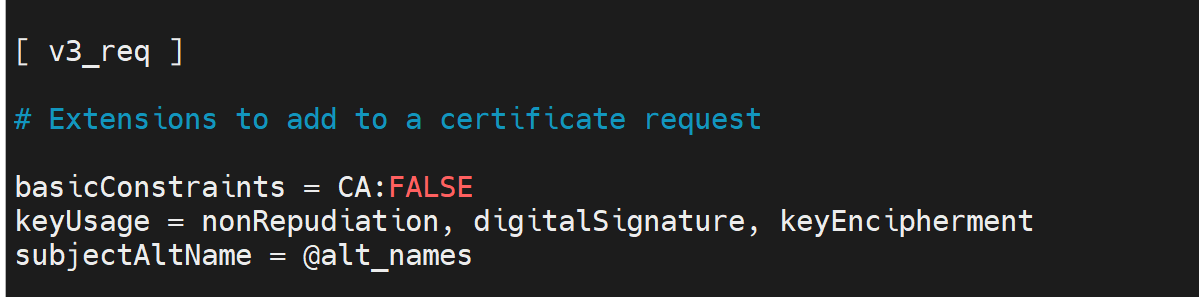 [ v3_req ]
# Extensions to add to a certificate request
basicConstraints = CA:FALSE
keyUsage = nonRepudiation, digitalSignature, keyEncipherment
subjectAltName = @alt_names